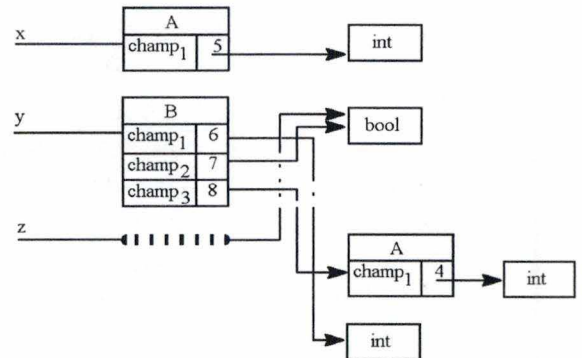 x
A
champ1 5
int
y
B
champ1 6
champ2 7
champ3 8
bool
z
A
champ1 4
int
int